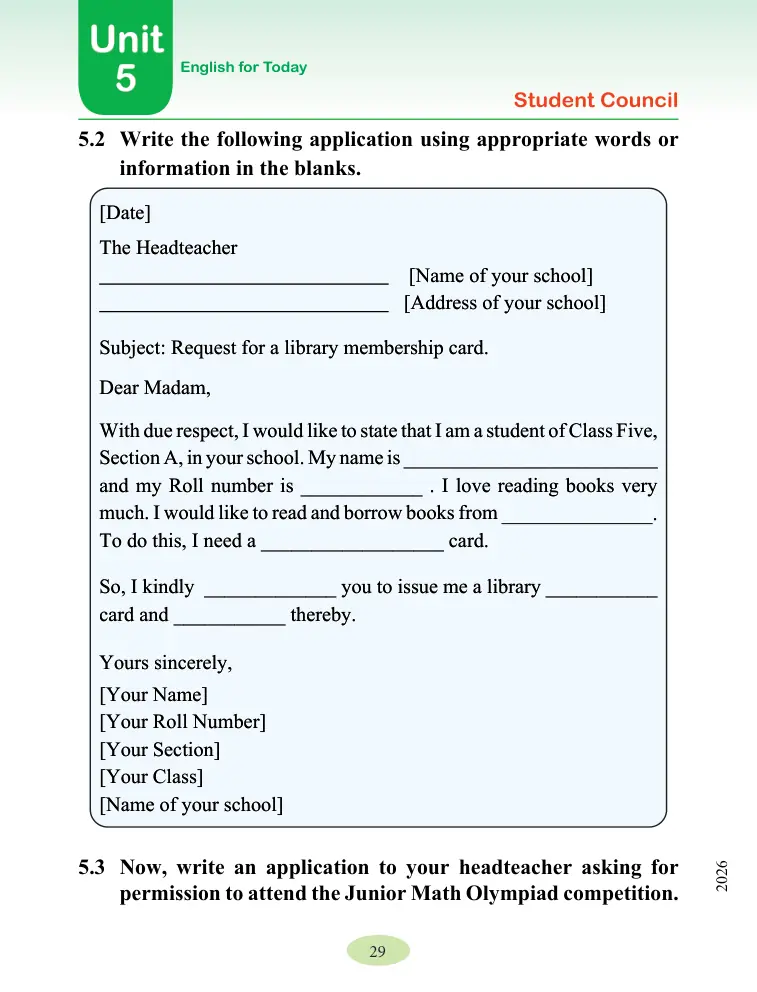 Unit
5
English for Today
Student Council
5.2 Write the following application using appropriate words or
information in the blanks.
[Date]
The Headteacher
____________________________ [Name of your school]
____________________________ [Address of your school]
Subject: Request for a library membership card.
Dear Madam,
With due respect, I would like to state that I am a student of Class Five,
Section A, in your school. My name is _________________________
and my Roll number is ____________ . I love reading books very
much. I would like to read and borrow books from _______________.
To do this, I need a __________________ card.
So, I kindly _____________ you to issue me a library ___________
card and ___________ thereby.
Yours sincerely,
[Your Name]
[Your Roll Number]
[Your Section]
[Your Class]
[Name of your school]
5.3 Now, write an application to your headteacher asking for
permission to attend the Junior Math Olympiad competition.
2026
29